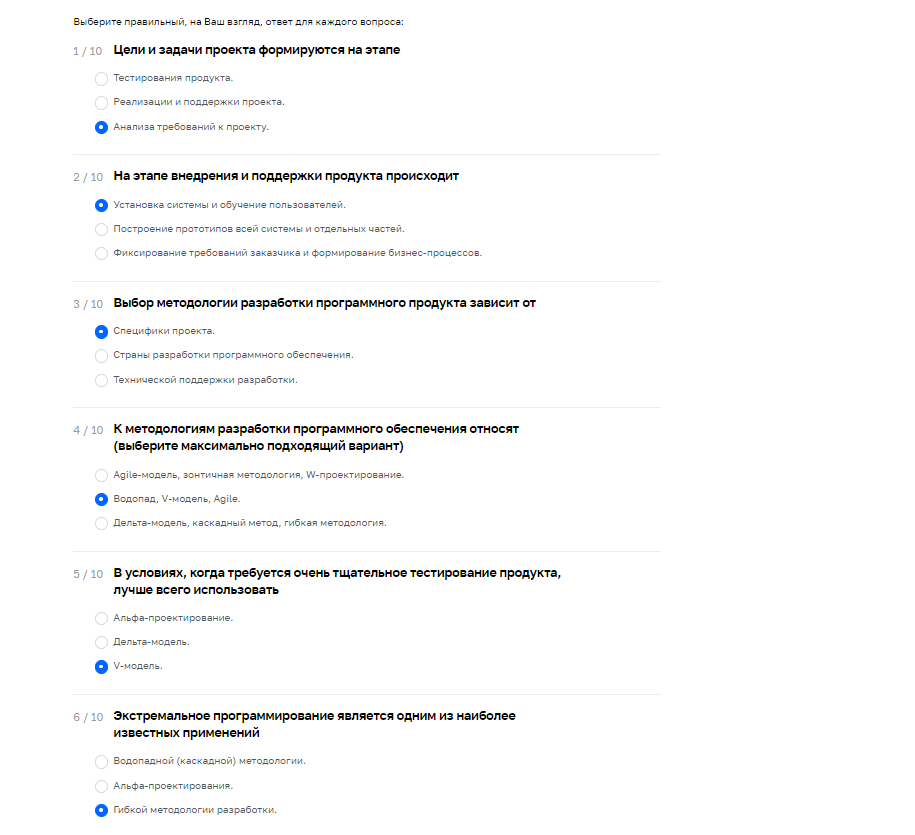 Выберите правильный, на Ваш взгляд, ответ для каждого вопроса:
1 / 10 Цели и задачи проекта формируются на этапе
Тестирования продукта.
Реализации и поддержки проекта.
Анализа требований к проекту.
2 / 10 На этапе внедрения и поддержки продукта происходит
Установка системы и обучение пользователей.
Построение прототипов всей системы и отдельных частей.
Фиксирование требований заказчика и формирование бизнес-процессов.
3 / 10 Выбор методологии разработки программного продукта зависит от
Специфики проекта.
Страны разработки программного обеспечения.
Технической поддержки разработки.
4 / 10 К методологиям разработки программного обеспечения относят
(выберите максимально подходящий вариант)
Agile-модель, зонтичная методология, W-проектирование.
Водопад, V-модель, Agile.
Дельта-модель, каскадный метод, гибкая методология.
5 / 10 В условиях, когда требуется очень тщательное тестирование продукта,
лучше всего использовать
Альфа-проектирование.
Дельта-модель.
V-модель.
6 / 10 Экстремальное программирование является одним из наиболее
известных применений
Водопадной (каскадной) методологии.
Альфа-проектирования.
Гибкой методологии разработки.